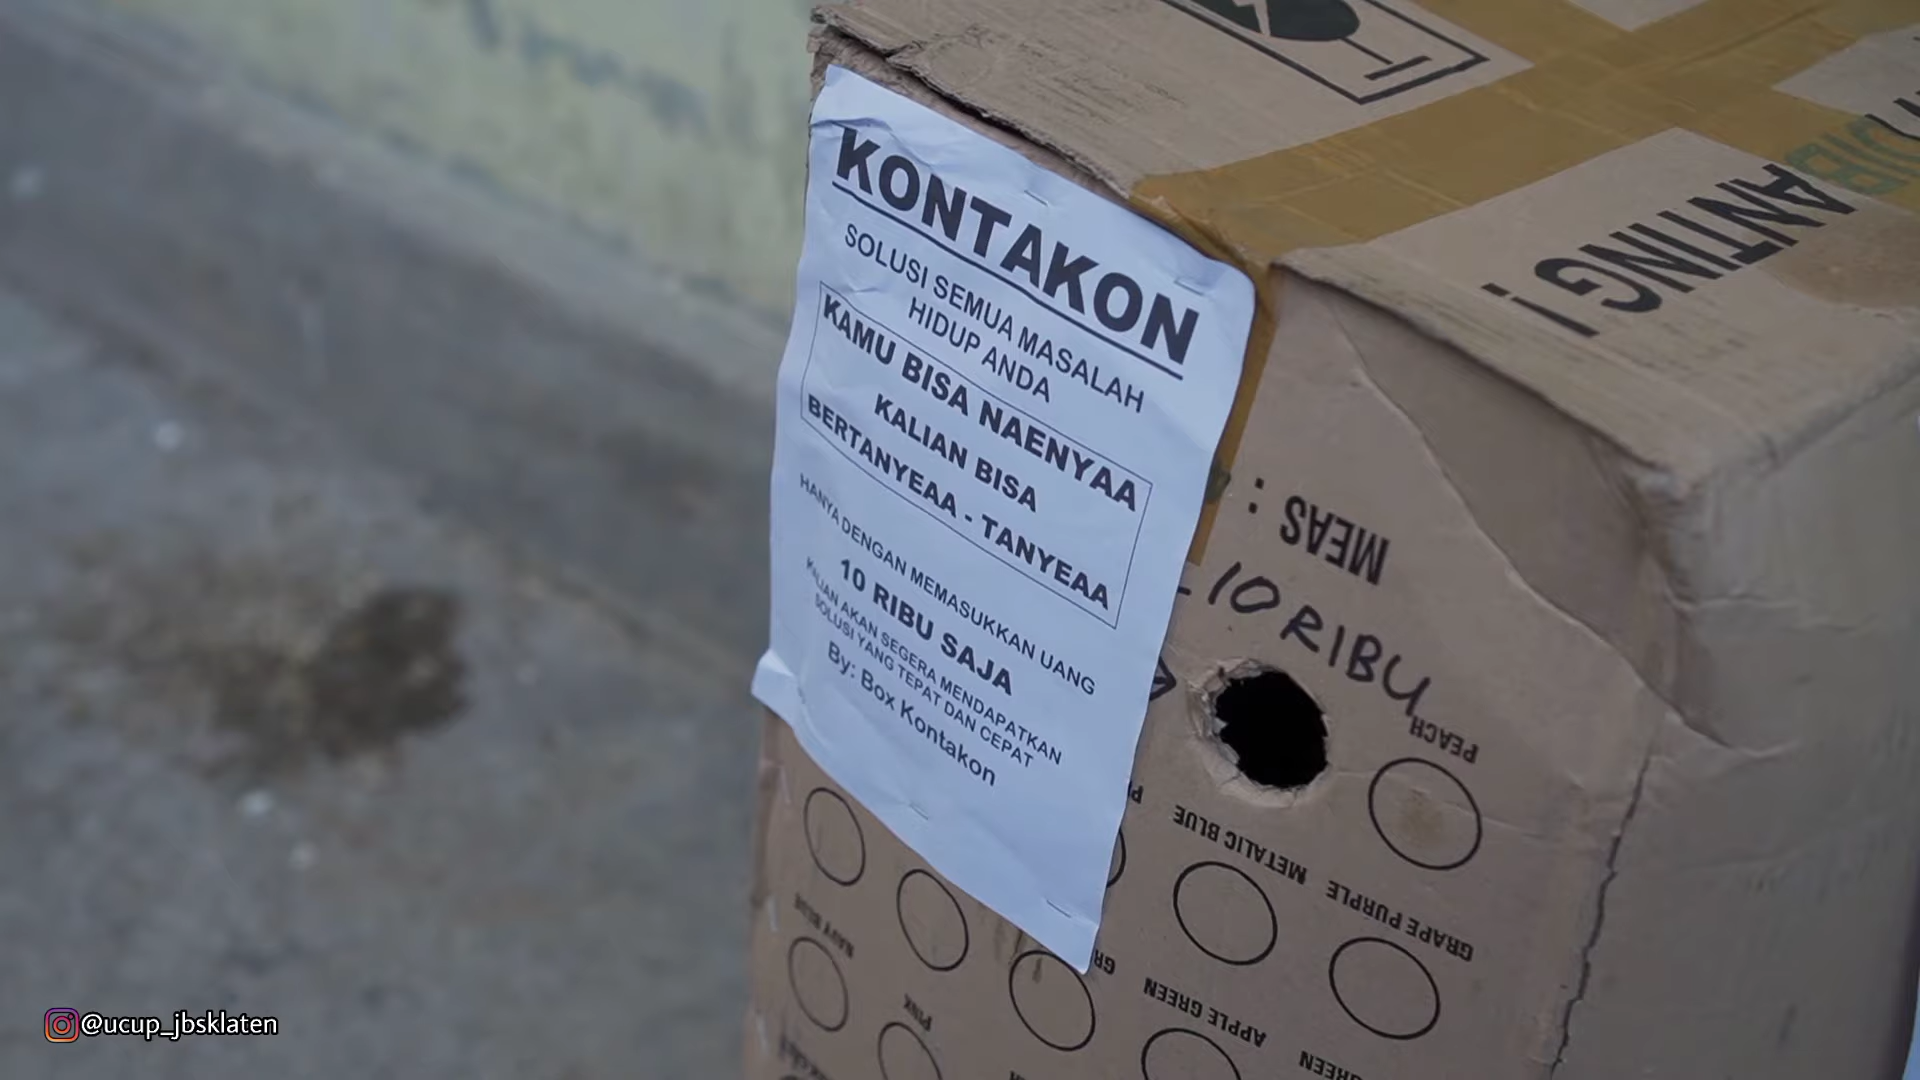 KONTAKON
SOLUSI SEMUA MASALAH
HIDUP ANDA
KAMU BISA NAENYAA
KALIAN BISA
BERTANYEAA - TANYEAA
HANYA DENGAN MEMASUKKAN UANG
10 RIBU SAJA
KALIAN AKAN SEGERA MENDAPATKAN
SOLUSI YANG TEPAT DAN CEPAT
By: Box Kontakon
ANTING!
MEAS :
10 RIBU
PEACH
METALIC BLUE
GRAPE PURPLE
NAVY BLUE
PINK
APPLE GREEN
GREEN
@ucup_jbsklaten